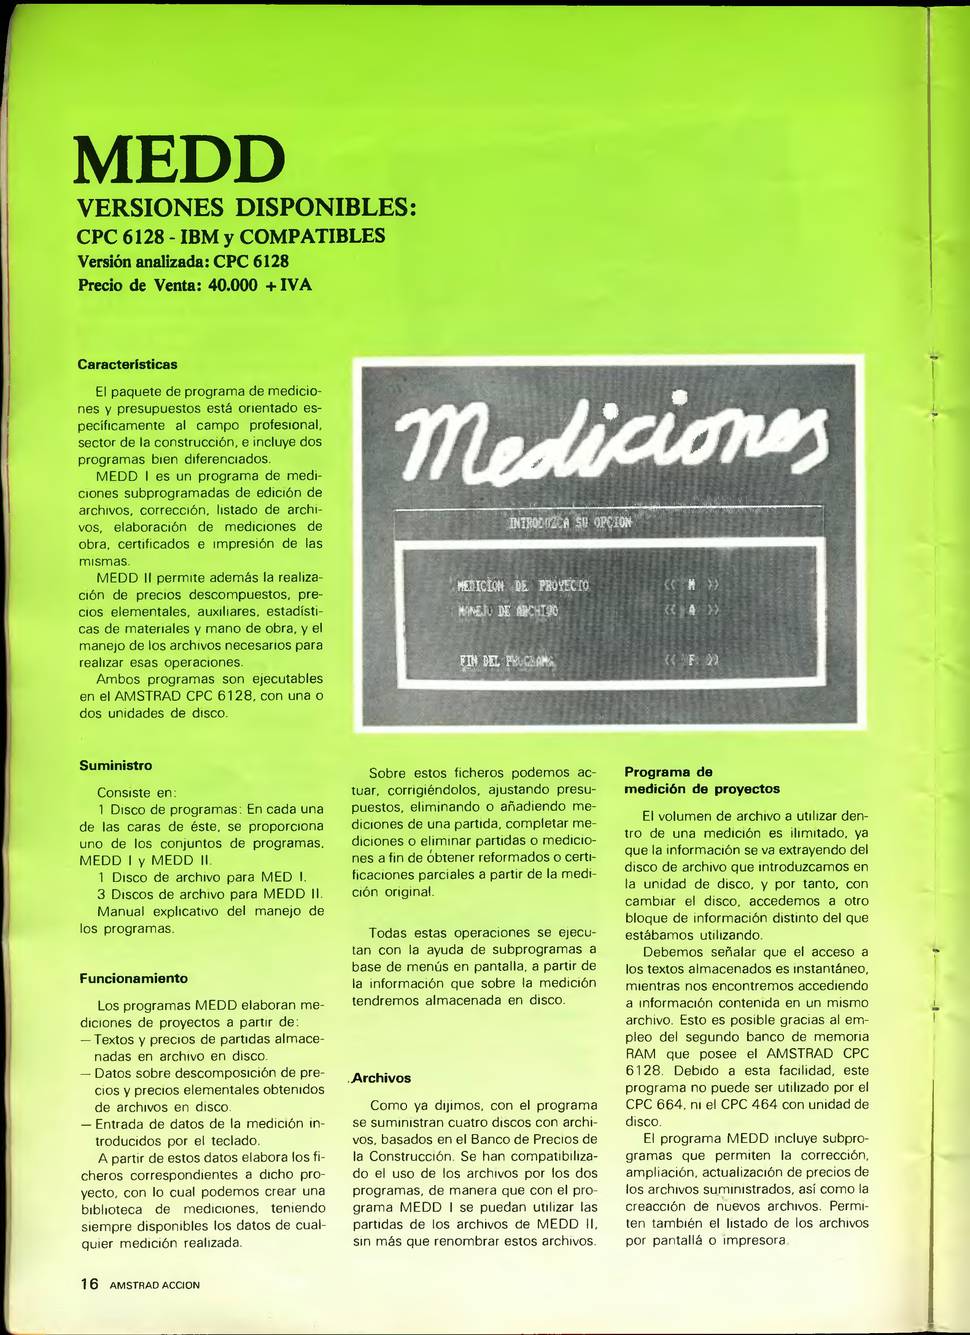 MEDD
VERSIONES DISPONIBLES:
CPC 6128 - IBM y COMPATIBLES
Versión analizada: CPC 6128
Precio de Venta: 40.000 + IVA
Características
El paquete de programa de medicio-
nes y presupuestos está orientado es-
pecíficamente al campo profesional,
sector de la construcción, e incluye dos
programas bien diferenciados.
MEDD I es un programa de medi-
ciones subprogramadas de edición de
archivos, corrección, listado de archi-
vos, elaboración de mediciones de
obra, certificados e impresión de las
mismas.
MEDD II permite además la realiza-
ción de precios descompuestos, pre-
cios elementales, auxiliares, estadísti-
cas de materiales y mano de obra, y el
manejo de los archivos necesarios para
realizar esas operaciones.
Ambos programas son ejecutables
en el AMSTRAD CPC 6128, con una o
dos unidades de disco.
Mediciones
INTRODUZCA SU OPCION
MEDICION DE PROYECTO << M >>
MANEJO DE ARCHIVO << A >>
FIN DEL PROGRAMA << F >>
Suministro
Consiste en:
1 Disco de programas: En cada una
de las caras de éste, se proporciona
uno de los conjuntos de programas,
MEDD I y MEDD II.
1 Disco de archivo para MED I.
3 Discos de archivo para MEDD II.
Manual explicativo del manejo de
los programas.
Funcionamiento
Los programas MEDD elaboran me-
diciones de proyectos a partir de:
— Textos y precios de partidas almace-
nadas en archivo en disco.
— Datos sobre descomposición de pre-
cios y precios elementales obtenidos
de archivos en disco.
— Entrada de datos de la medición in-
troducidos por el teclado.
A partir de estos datos elabora los fi-
cheros correspondientes a dicho pro-
yecto, con lo cual podemos crear una
biblioteca de mediciones, teniendo
siempre disponibles los datos de cual-
quier medición realizada.
Sobre estos ficheros podemos ac-
tuar, corrigiéndolos, ajustando presu-
puestos, eliminando o añadiendo me-
diciones de una partida, completar me-
diciones o eliminar partidas o medicio-
nes a fin de obtener reformados o certi-
ficaciones parciales a partir de la medi-
ción original.
Todas estas operaciones se ejecu-
tan con la ayuda de subprogramas a
base de menús en pantalla, a partir de
la información que sobre la medición
tendremos almacenada en disco.
Archivos
Como ya dijimos, con el programa
se suministran cuatro discos con archi-
vos, basados en el Banco de Precios de
la Construcción. Se han compatibiliza-
do el uso de los archivos por los dos
programas, de manera que con el pro-
grama MEDD I se puedan utilizar las
partidas de los archivos de MEDD II,
sin más que renombrar estos archivos.
Programa de
medición de proyectos
El volumen de archivo a utilizar den-
tro de una medición es ilimitado, ya
que la información se va extrayendo del
disco de archivo que introduzcamos en
la unidad de disco, y por tanto, con
cambiar el disco, accedemos a otro
bloque de información distinto del que
estábamos utilizando.
Debemos señalar que el acceso a
los textos almacenados es instantáneo,
mientras nos encontremos accediendo
a información contenida en un mismo
archivo. Esto es posible gracias al em-
pleo del segundo banco de memoria
RAM que posee el AMSTRAD CPC
6128. Debido a esta facilidad, este
programa no puede ser utilizado por el
CPC 664, ni el CPC 464 con unidad de
disco.
El programa MEDD incluye subpro-
gramas que permiten la corrección,
ampliación, actualización de precios de
los archivos suministrados, así como la
creacción de nuevos archivos. Permi-
ten también el listado de los archivos
por pantallá o impresora.
16 AMSTRAD ACCION